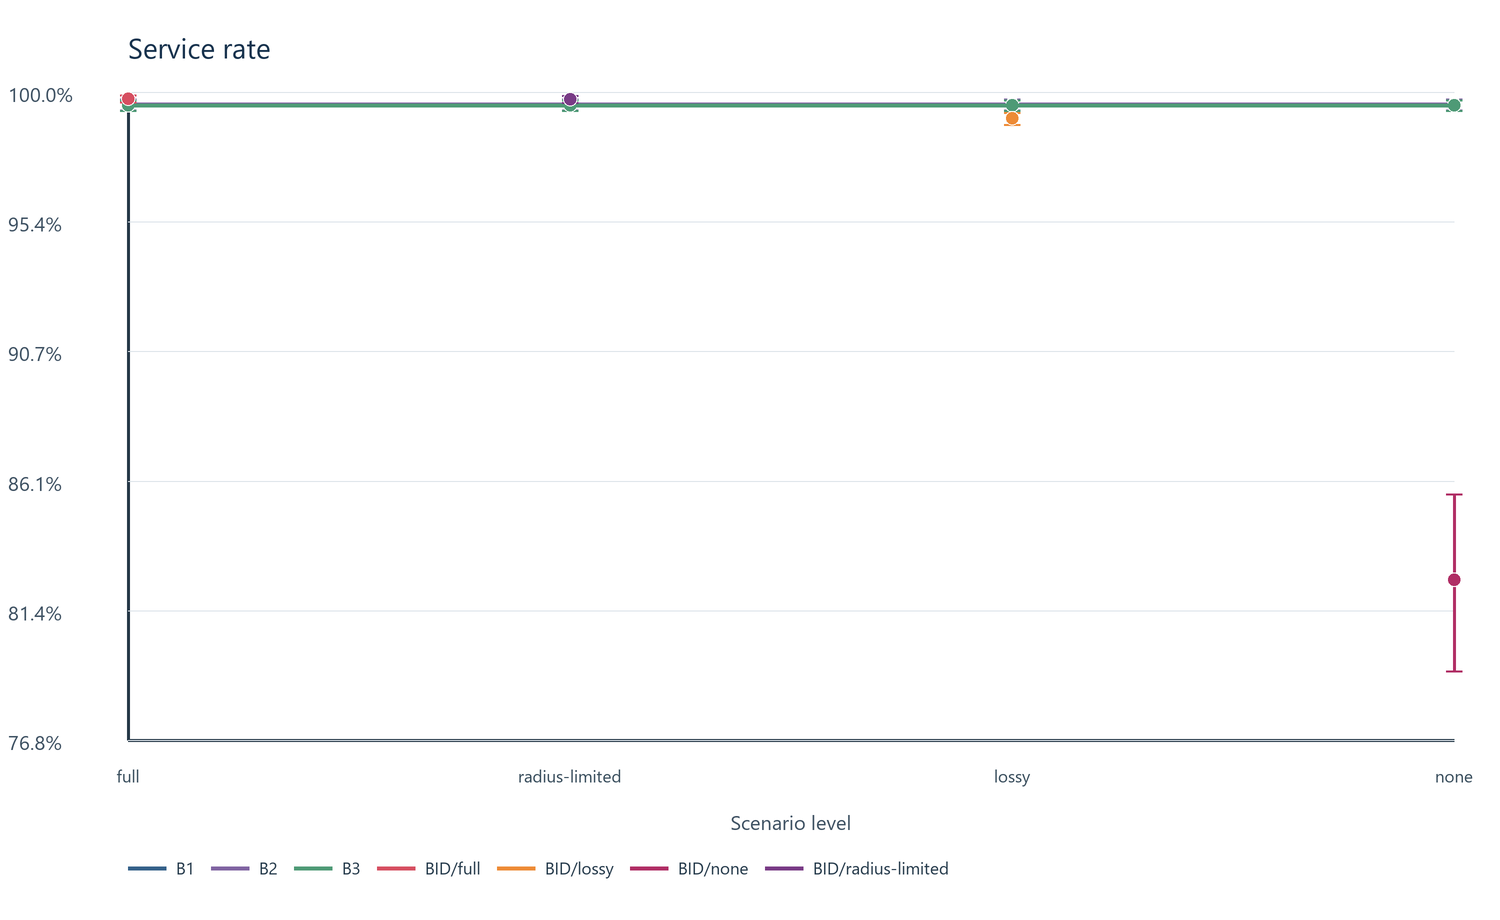 Service rate
100.0%
95.4%
90.7%
86.1%
81.4%
76.8%
full radius-limited lossy none
Scenario level
B1 B2 B3 BID/full BID/lossy BID/none BID/radius-limited